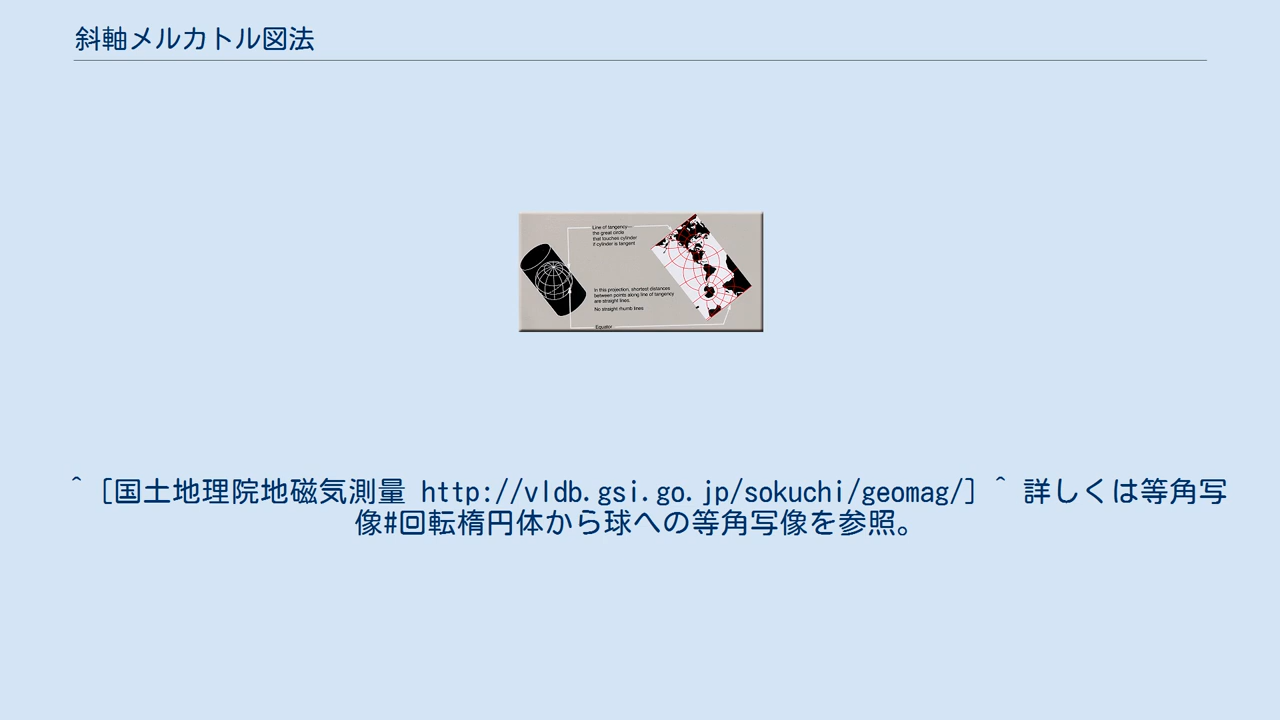 斜軸メルカトル図法
Line of tangency—
the great circle
that touches cylinder
if cylinder is tangent
In this projection, shortest distances
between points along line of tangency
are straight lines.
No straight rhumb lines
Equator
^ [国土地理院地磁気測量 http://vldb.gsi.go.jp/sokuchi/geomag/] ^ 詳しくは等角写
像#回転楕円体から球への等角写像を参照。